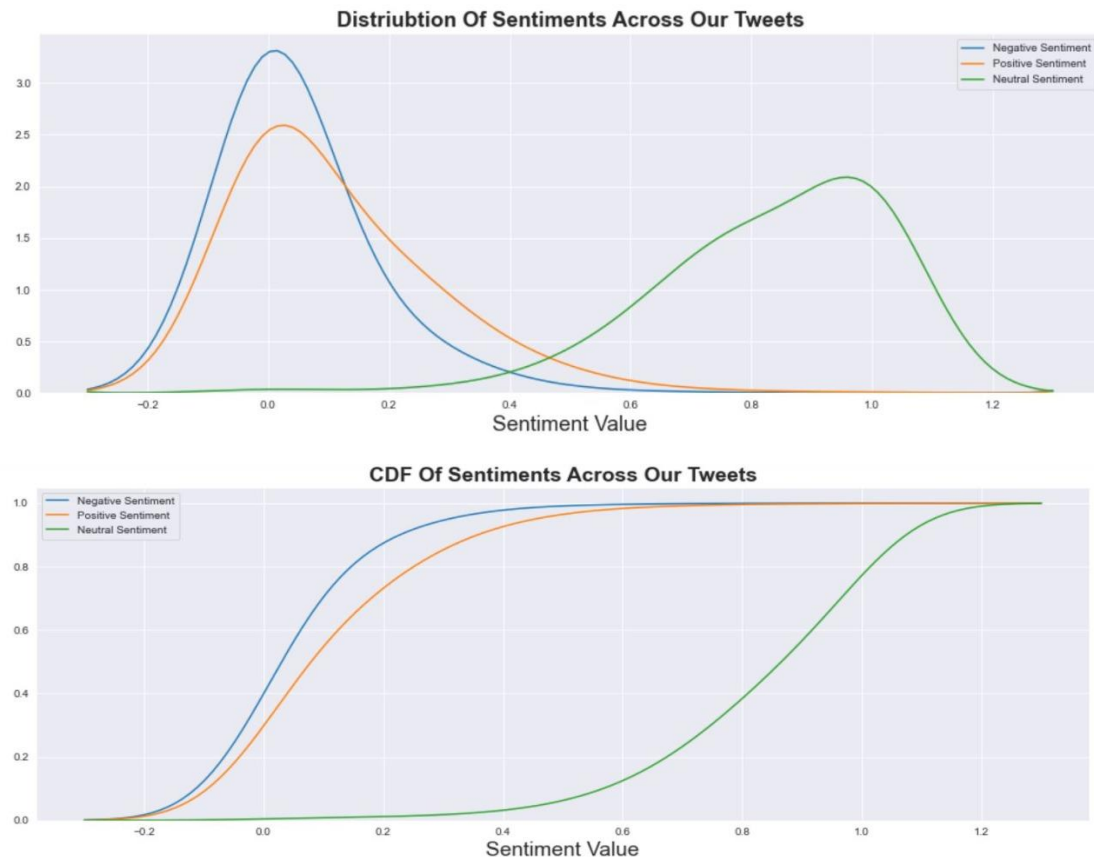 Distriubtion Of Sentiments Across Our Tweets
Negative Sentiment
Positive Sentiment
Neutral Sentiment
3.0
2.5
2.0
1.5
1.0
0.5
0.0
−0.2 0.0 0.2 0.4 0.6 0.8 1.0 1.2
Sentiment Value
CDF Of Sentiments Across Our Tweets
Negative Sentiment
Positive Sentiment
Neutral Sentiment
1.0
0.8
0.6
0.4
0.2
0.0
−0.2 0.0 0.2 0.4 0.6 0.8 1.0 1.2
Sentiment Value